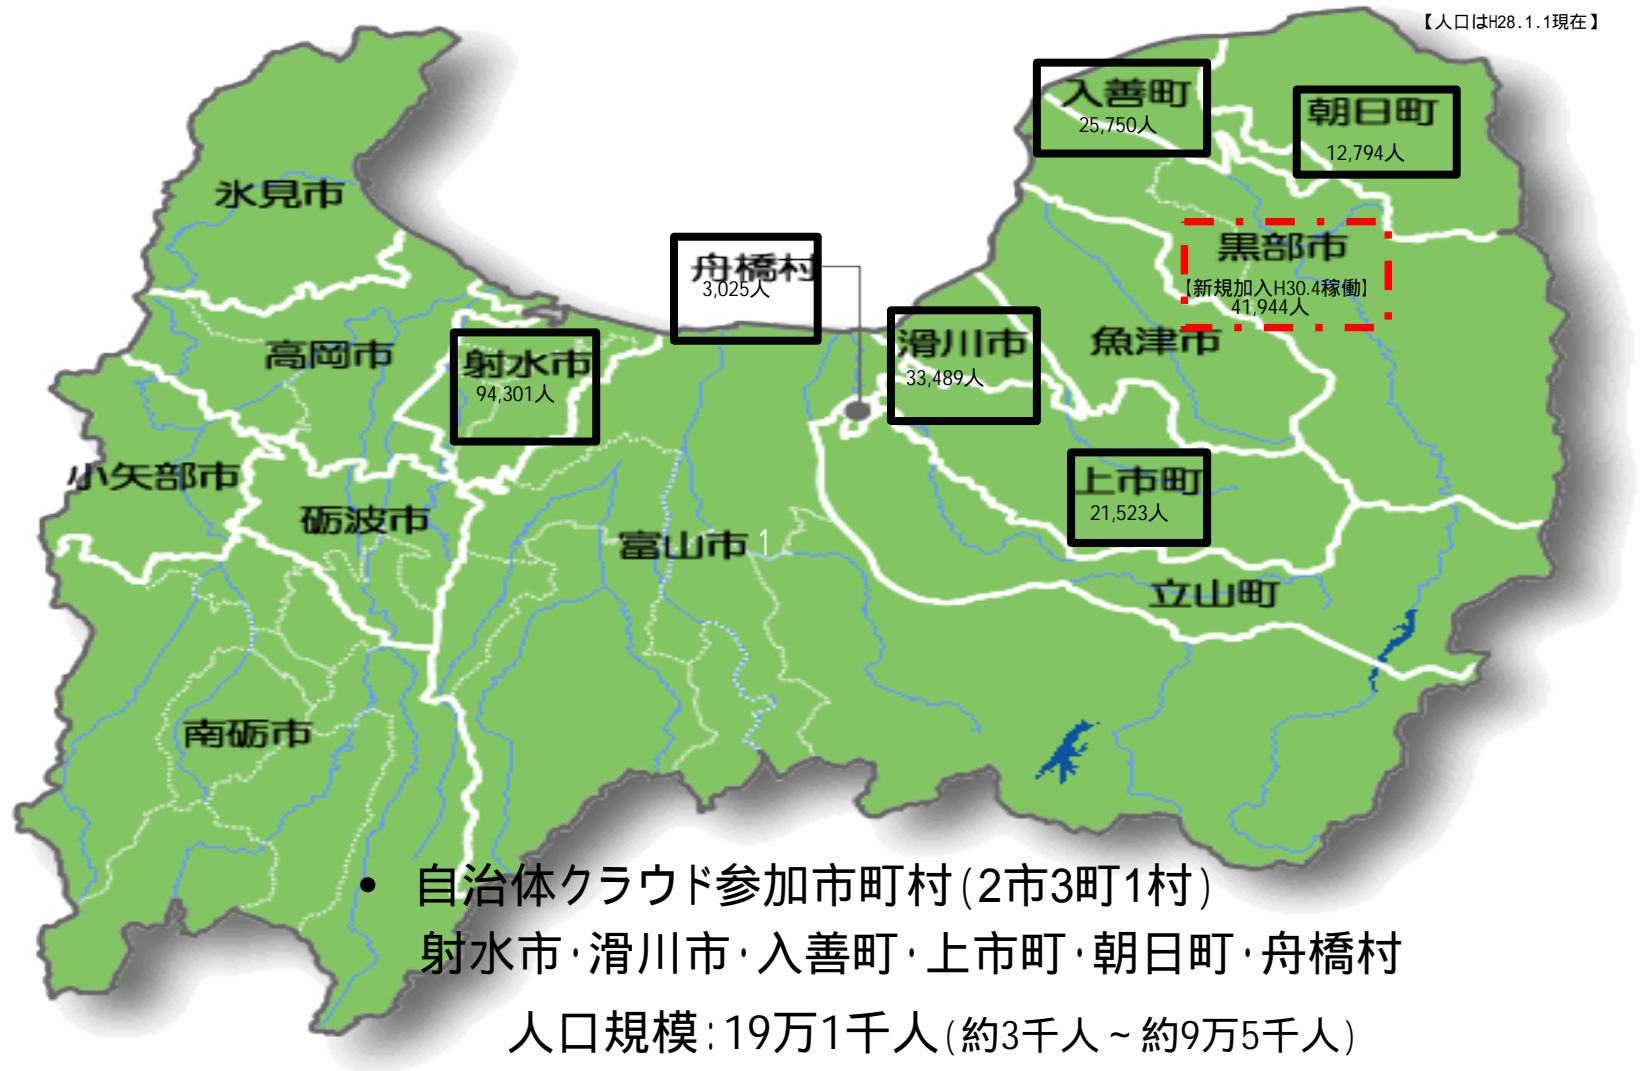 【人口はH28.1.1現在】
入善町
25,750人
朝日町
12,794人
氷見市
黒部市
【新規加入H30.4稼働】
41,944人
舟橋村
3,025人
滑川市
33,489人
魚津市
高岡市
射水市
94,301人
小矢部市
上市町
21,523人
砺波市
富山市
1
立山町
南砺市
• 自治体クラウド参加市町村(2市3町1村)
射水市・滑川市・入善町・上市町・朝日町・舟橋村
人口規模:19万1千人(約3千人~約9万5千人)